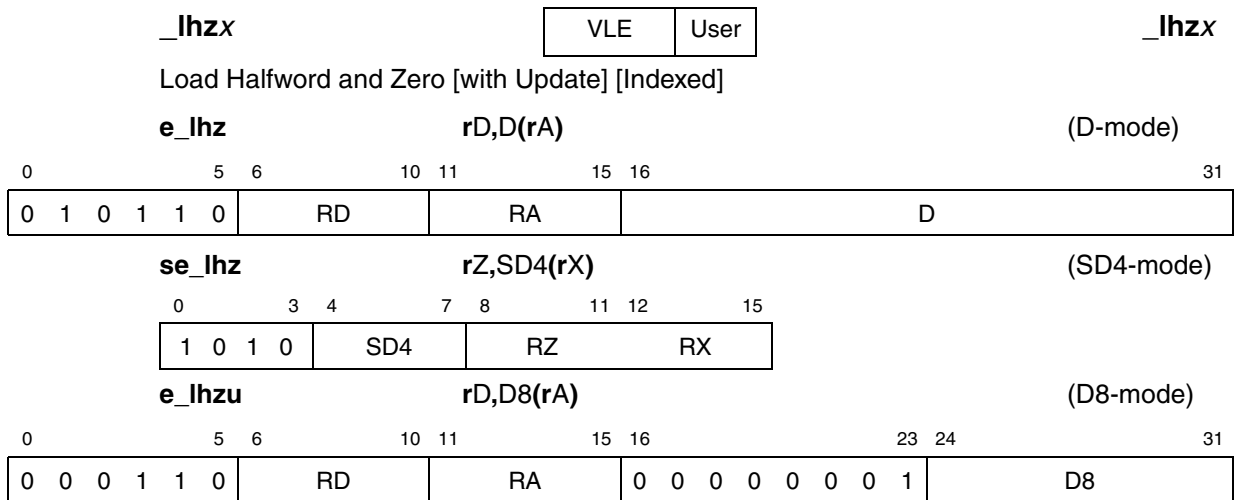 _lhzx VLE User _lhzx
Load Halfword and Zero [with Update] [Indexed]
e_lhz rD,D(rA) (D-mode)
0 5 6 10 11 15 16 31
0 1 0 1 1 0 RD RA D
se_lhz rZ,SD4(rX) (SD4-mode)
0 3 4 7 8 11 12 15
1 0 1 0 SD4 RZ RX
e_lhzu rD,D8(rA) (D8-mode)
0 5 6 10 11 15 16 23 24 31
0 0 0 1 1 0 RD RA 0 0 0 0 0 0 0 1 D8